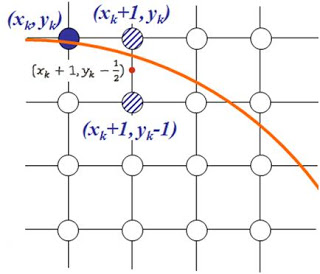 (xₖ, yₖ) (xₖ+1, yₖ)
(xₖ + 1, yₖ − ½)
(xₖ+1, yₖ-1)